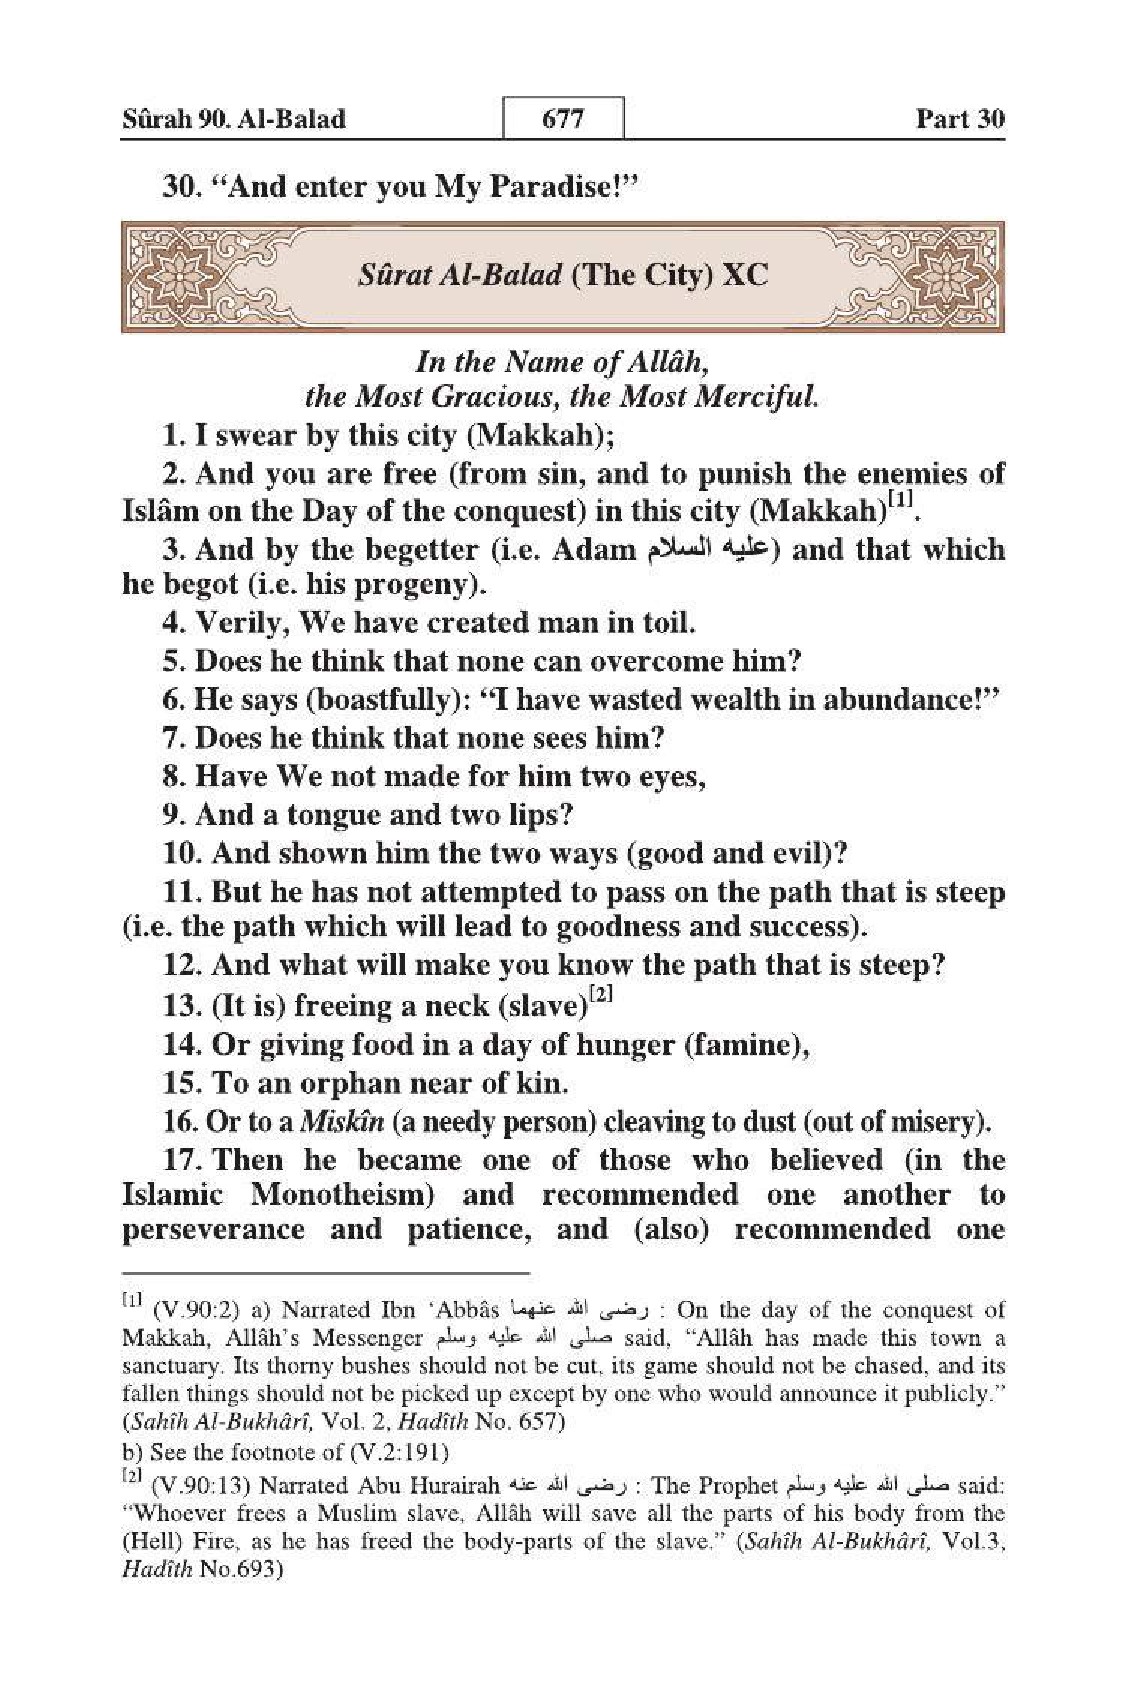 Sûrah 90. Al-Balad 677 Part 30
30. “And enter you My Paradise!”
Sûrat Al-Balad (The City) XC
In the Name of Allâh,
the Most Gracious, the Most Merciful.
1. I swear by this city (Makkah);
2. And you are free (from sin, and to punish the enemies of
Islâm on the Day of the conquest) in this city (Makkah)[1].
3. And by the begetter (i.e. Adam عليه السلام) and that which
he begot (i.e. his progeny).
4. Verily, We have created man in toil.
5. Does he think that none can overcome him?
6. He says (boastfully): “I have wasted wealth in abundance!”
7. Does he think that none sees him?
8. Have We not made for him two eyes,
9. And a tongue and two lips?
10. And shown him the two ways (good and evil)?
11. But he has not attempted to pass on the path that is steep
(i.e. the path which will lead to goodness and success).
12. And what will make you know the path that is steep?
13. (It is) freeing a neck (slave)[2]
14. Or giving food in a day of hunger (famine),
15. To an orphan near of kin.
16. Or to a Miskîn (a needy person) cleaving to dust (out of misery).
17. Then he became one of those who believed (in the
Islamic Monotheism) and recommended one another to
perseverance and patience, and (also) recommended one
[1] (V.90:2) a) Narrated Ibn ‘Abbâs رضى الله عنهما : On the day of the conquest of
Makkah, Allâh’s Messenger صلى الله عليه وسلم said, “Allâh has made this town a
sanctuary. Its thorny bushes should not be cut, its game should not be chased, and its
fallen things should not be picked up except by one who would announce it publicly.”
(Sahîh Al-Bukhârî, Vol. 2, Hadîth No. 657)
b) See the footnote of (V.2:191)
[2] (V.90:13) Narrated Abu Hurairah رضى الله عنه : The Prophet صلى الله عليه وسلم said:
“Whoever frees a Muslim slave, Allâh will save all the parts of his body from the
(Hell) Fire, as he has freed the body-parts of the slave.” (Sahîh Al-Bukhârî, Vol.3,
Hadîth No.693)